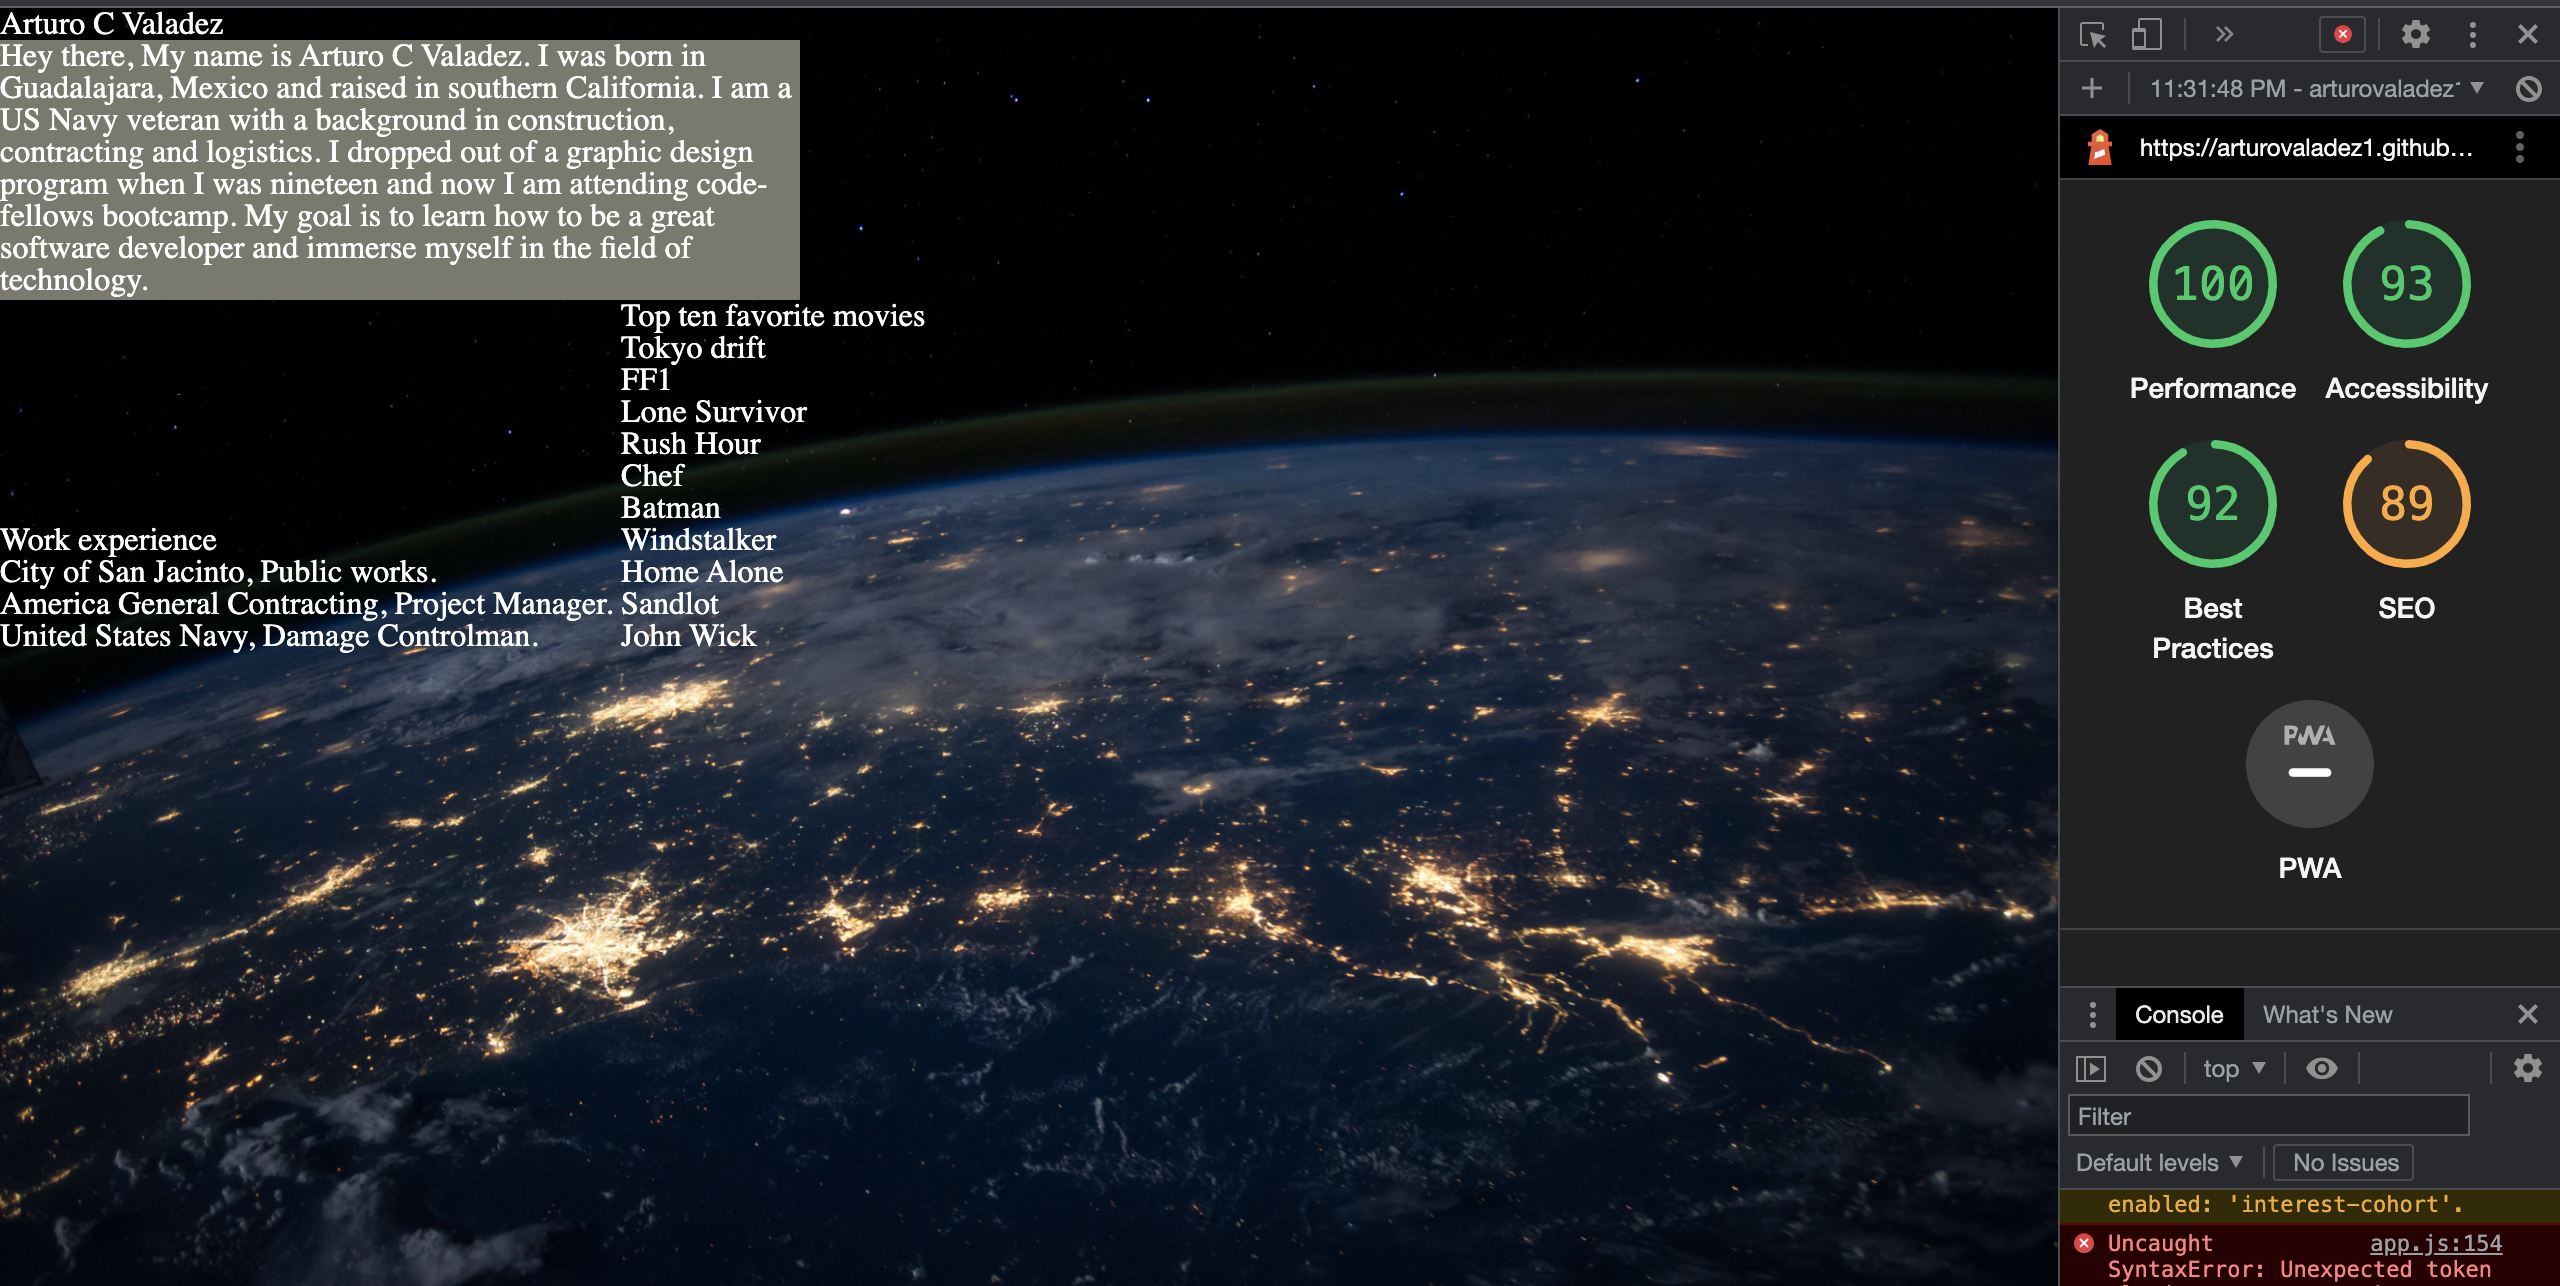 Arturo C Valadez
Hey there, My name is Arturo C Valadez. I was born in
Guadalajara, Mexico and raised in southern California. I am a
US Navy veteran with a background in construction,
contracting and logistics. I dropped out of a graphic design
program when I was nineteen and now I am attending code-
fellows bootcamp. My goal is to learn how to be a great
software developer and immerse myself in the field of
technology.
Work experience
City of San Jacinto, Public works.
America General Contracting, Project Manager.
United States Navy, Damage Controlman.
Top ten favorite movies
Tokyo drift
FF1
Lone Survivor
Rush Hour
Chef
Batman
Windstalker
Home Alone
Sandlot
John Wick
11:31:48 PM - arturovaladez
https://arturovaladez1.github...
100
Performance
93
Accessibility
92
Best
Practices
89
SEO
PWA
PWA
Console
What's New
top
Filter
Default levels
No Issues
enabled: 'interest-cohort'.
Uncaught app.js:154
SyntaxError: Unexpected token